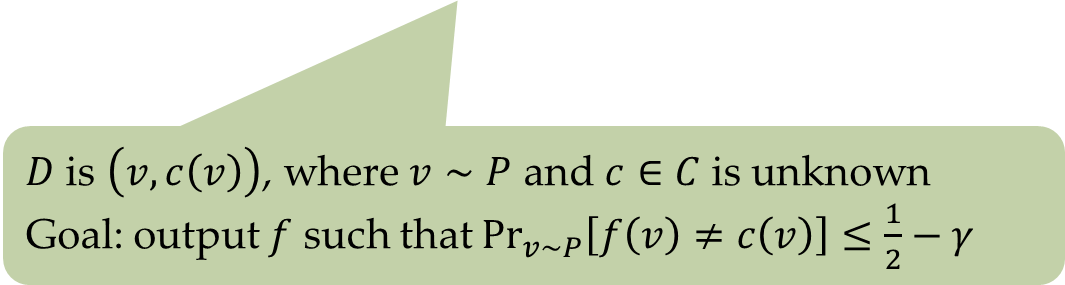 D is (v, c(v)), where v ~ P and c ∈ C is unknown
Goal: output f such that Pr_{v~P}[f(v) ≠ c(v)] ≤ 1/2 − γ